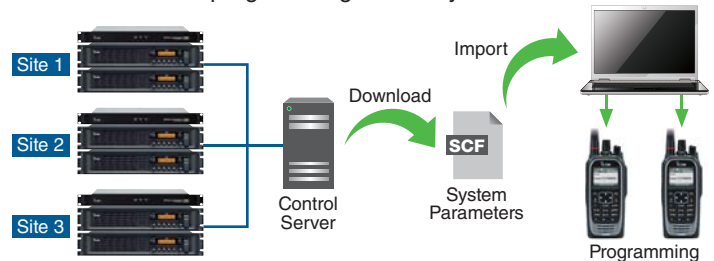 Site 1
Site 2
Site 3
Control
Server
Download
SCF
System
Parameters
Import
Programming